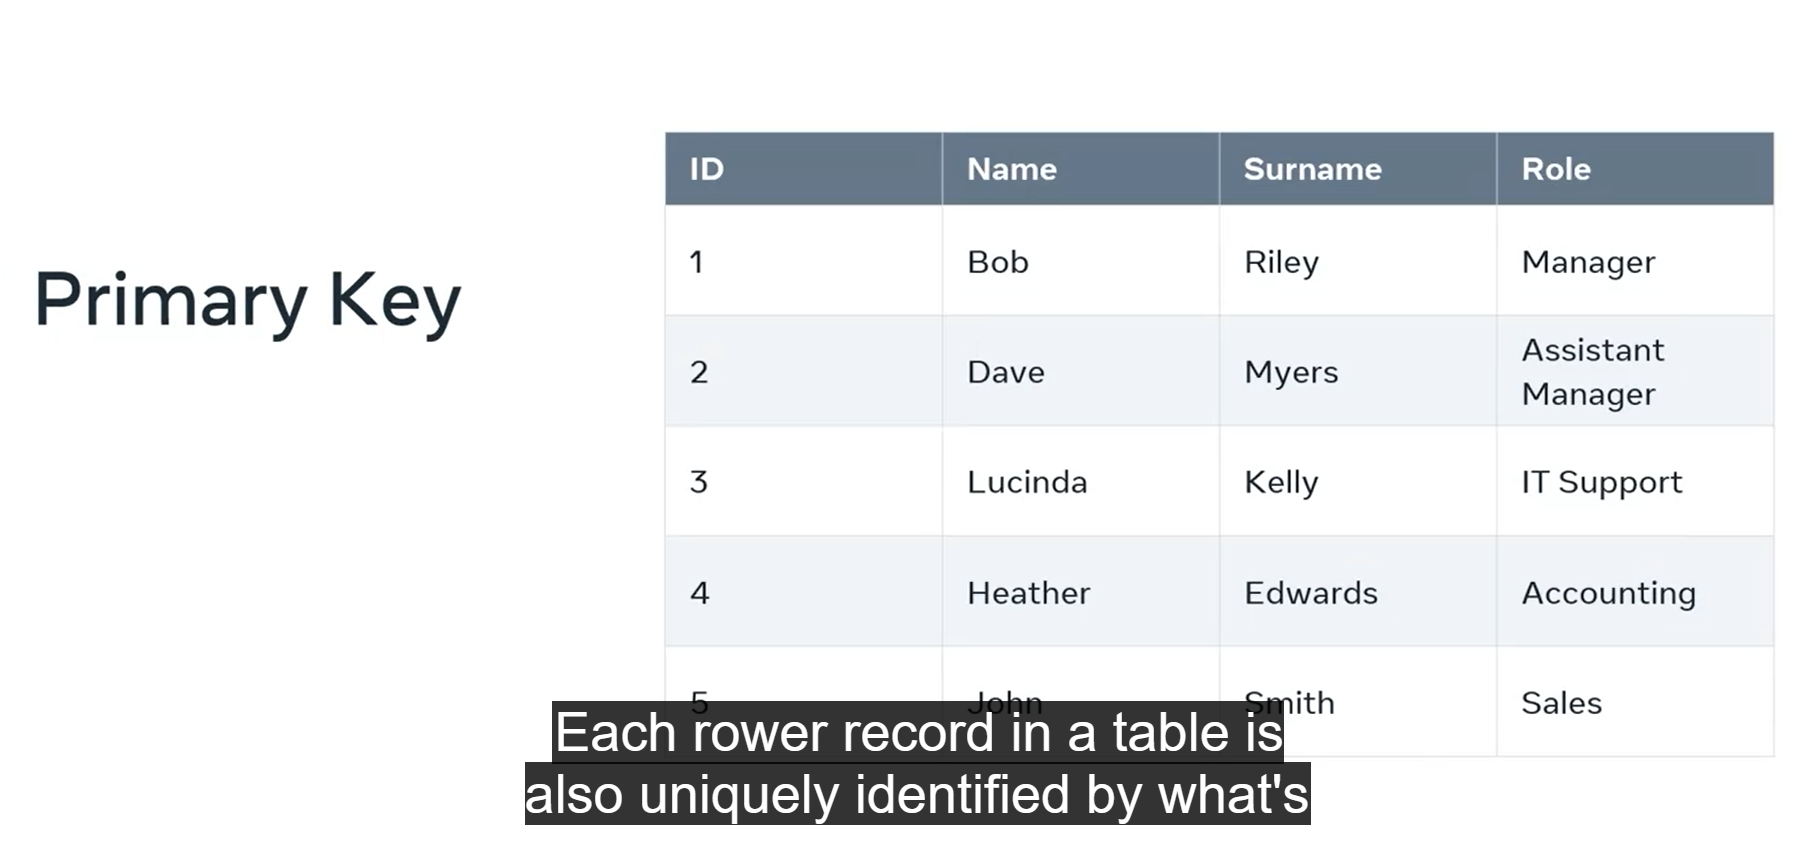 Primary Key
ID Name Surname Role
1 Bob Riley Manager
2 Dave Myers Assistant
Manager
3 Lucinda Kelly IT Support
4 Heather Edwards Accounting
5 John Smith Sales
Each rower record in a table is
also uniquely identified by what's